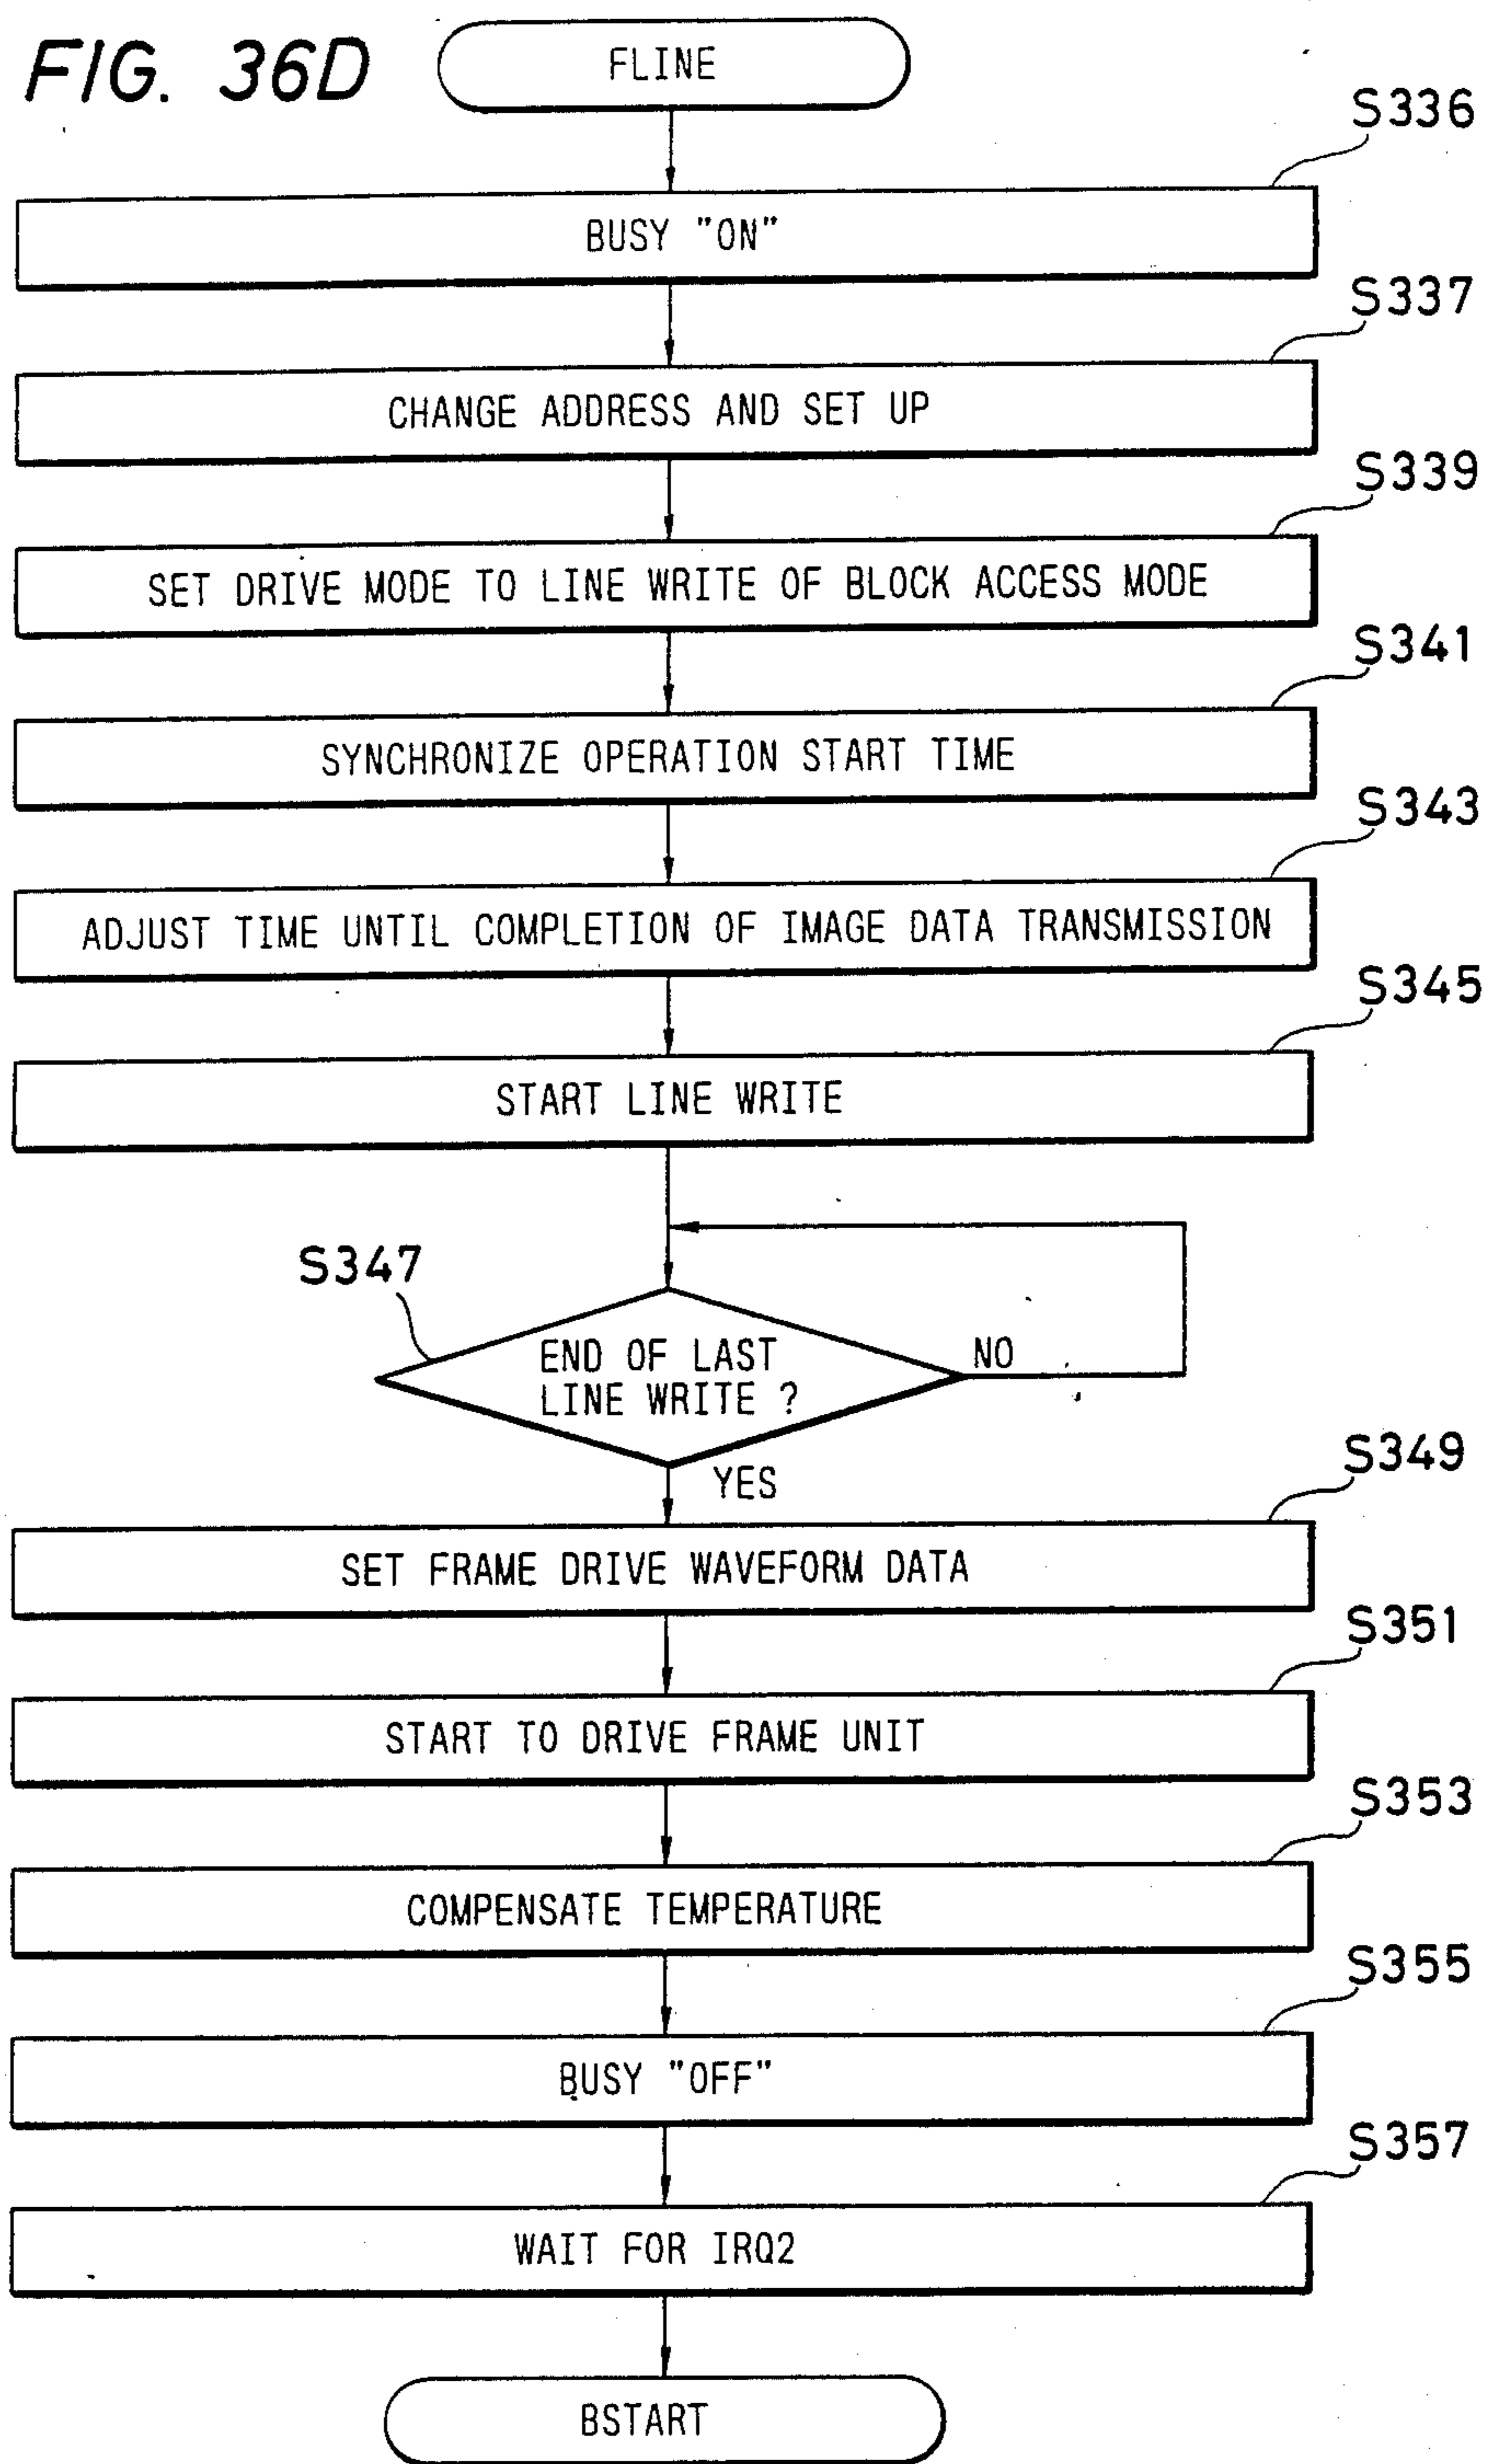 FIG. 36D
FLINE
S336
BUSY "ON"
S337
CHANGE ADDRESS AND SET UP
S339
SET DRIVE MODE TO LINE WRITE OF BLOCK ACCESS MODE
S341
SYNCHRONIZE OPERATION START TIME
S343
ADJUST TIME UNTIL COMPLETION OF IMAGE DATA TRANSMISSION
S345
START LINE WRITE
S347
END OF LAST
LINE WRITE ?
NO
YES
S349
SET FRAME DRIVE WAVEFORM DATA
S351
START TO DRIVE FRAME UNIT
S353
COMPENSATE TEMPERATURE
S355
BUSY "OFF"
S357
WAIT FOR IRQ2
BSTART